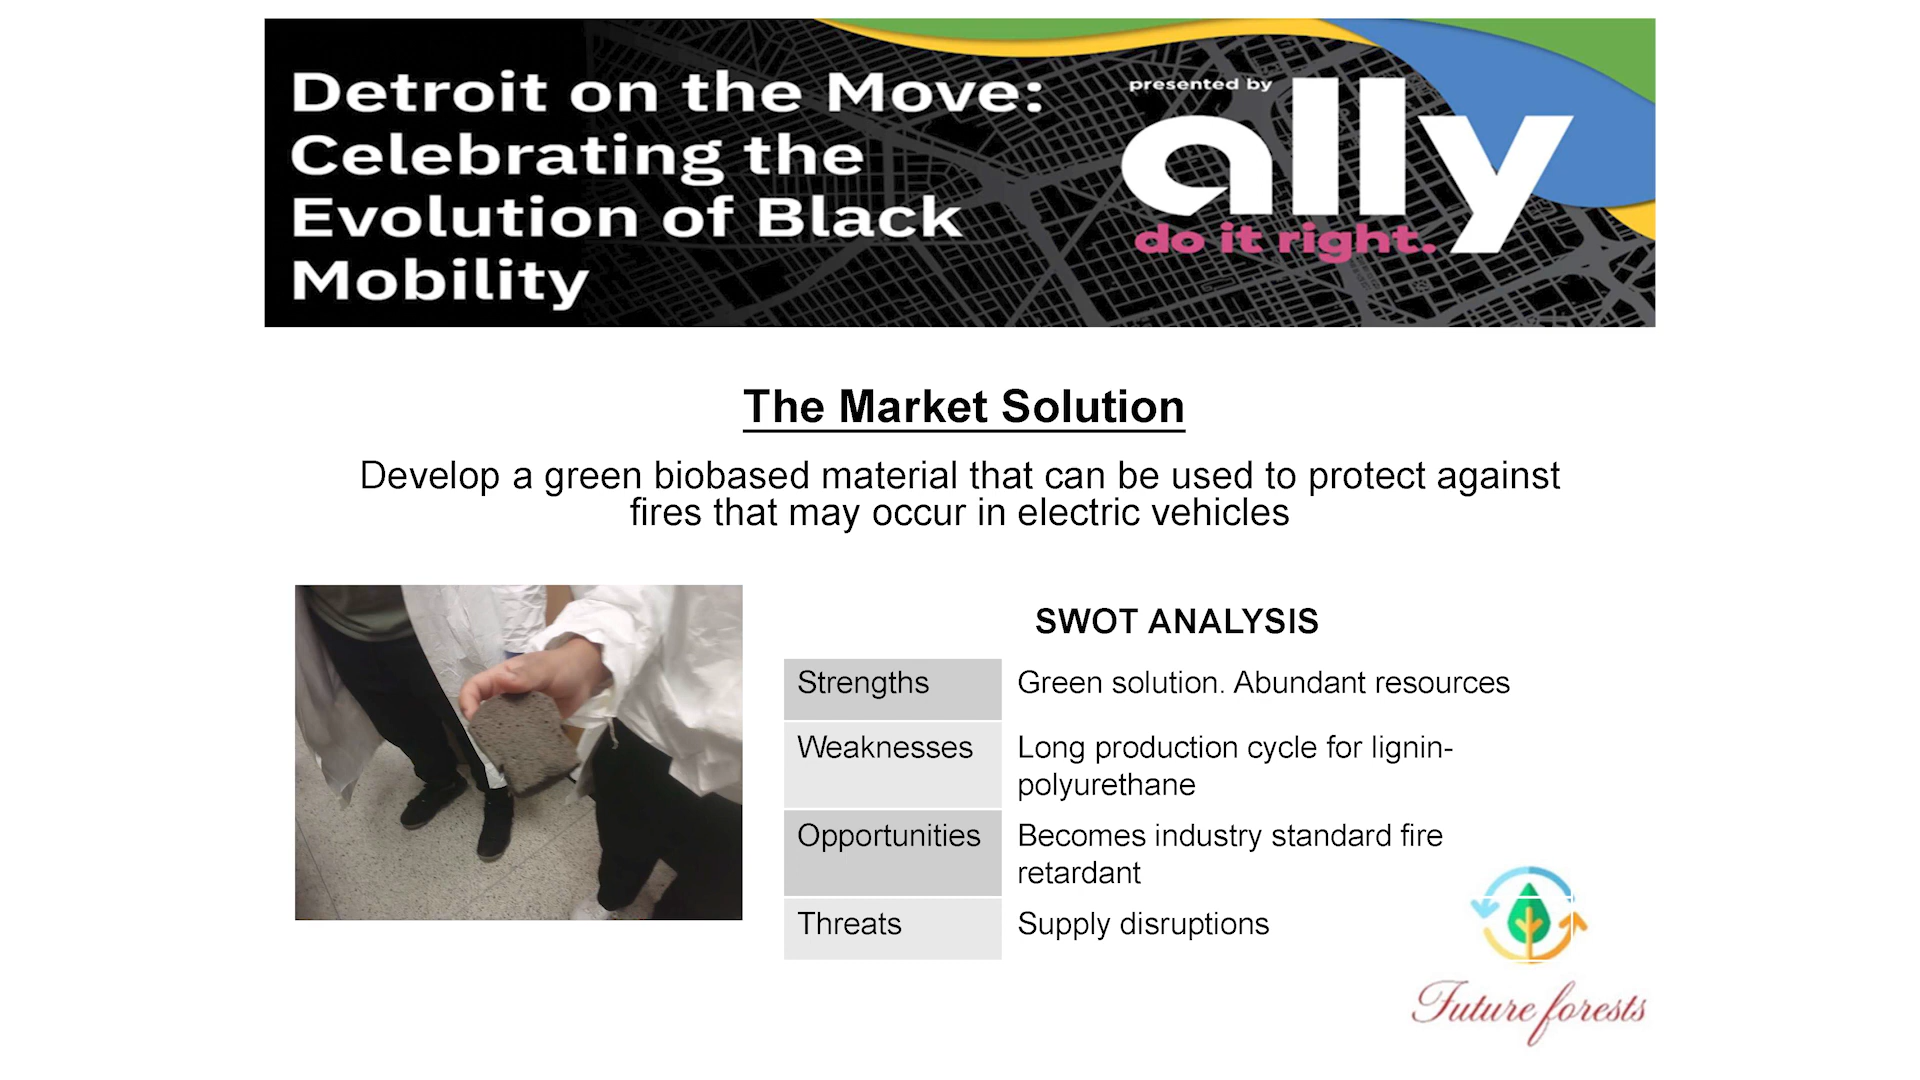 Detroit on the Move:
Celebrating the
Evolution of Black
Mobility
presented by
ally
do it right.
The Market Solution
Develop a green biobased material that can be used to protect against
fires that may occur in electric vehicles
SWOT ANALYSIS
Strengths Green solution. Abundant resources
Weaknesses Long production cycle for lignin-
polyurethane
Opportunities Becomes industry standard fire
retardant
Threats Supply disruptions
Future forests